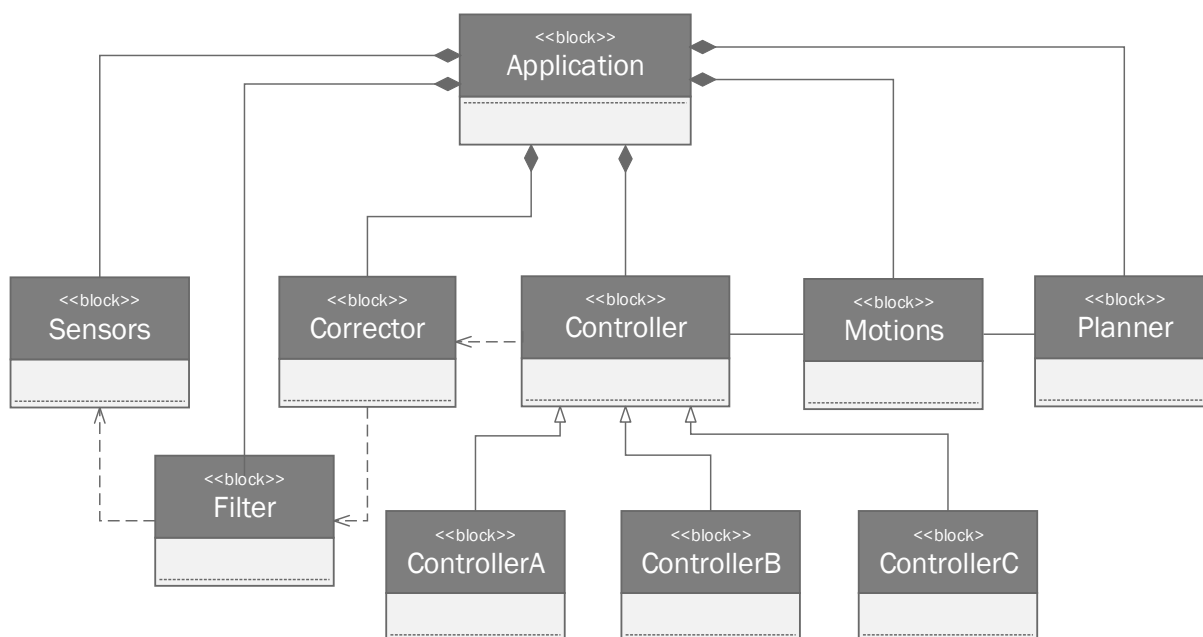 <<block>>
Application
<<block>>
Sensors
<<block>>
Corrector
<<block>>
Controller
<<block>>
Motions
<<block>>
Planner
<<block>>
Filter
<<block>>
ControllerA
<<block>>
ControllerB
<<block>
ControllerC